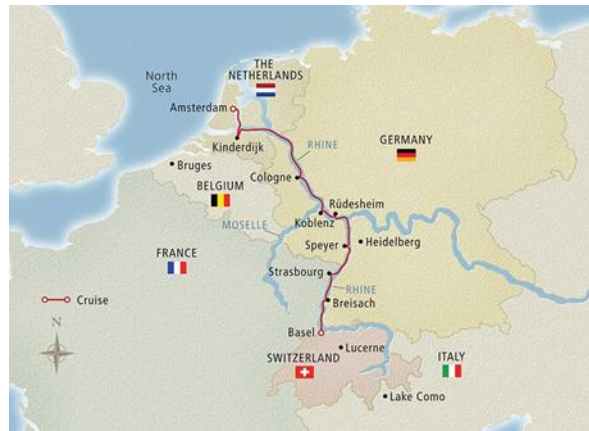 North
Sea
THE
NETHERLANDS
Amsterdam
Kinderdijk
RHINE
GERMANY
Bruges
Cologne
BELGIUM
Rüdesheim
Koblenz
MOSELLE
Speyer
Heidelberg
FRANCE
Strasbourg
RHINE
Cruise
Breisach
N
Basel
Lucerne
SWITZERLAND
ITALY
Lake Como